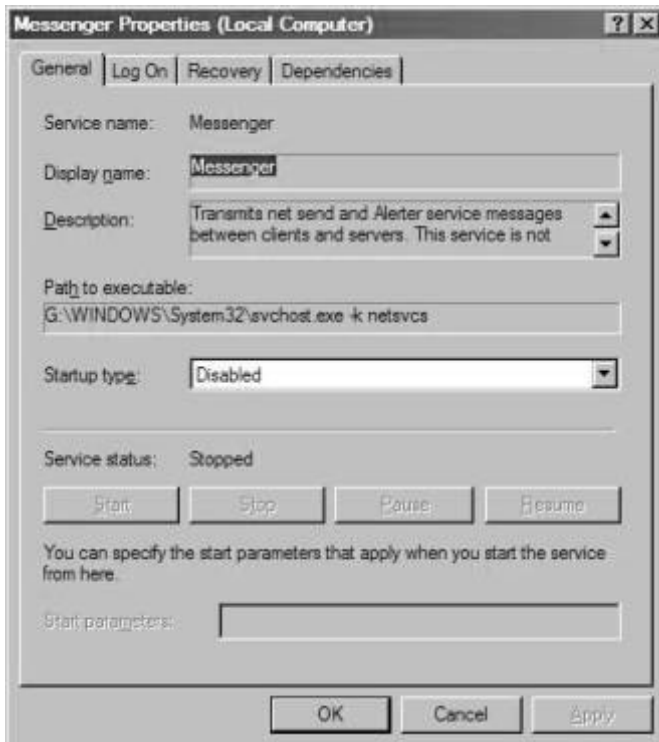 Messenger Properties (Local Computer)
General Log On Recovery Dependencies
Service name: Messenger
Display name: Messenger
Description: Transmits net send and Alerter service messages
between clients and servers. This service is not
Path to executable:
G:\WINDOWS\System32\svchost.exe -k netsvcs
Startup type: Disabled
Service status: Stopped
Start Stop Pause Resume
You can specify the start parameters that apply when you start the service
from here.
Start parameters:
OK Cancel Apply